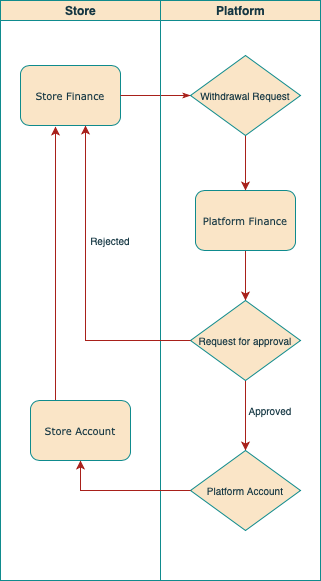 Store
Platform
Store Finance
Withdrawal Request
Platform Finance
Rejected
Request for approval
Approved
Store Account
Platform Account